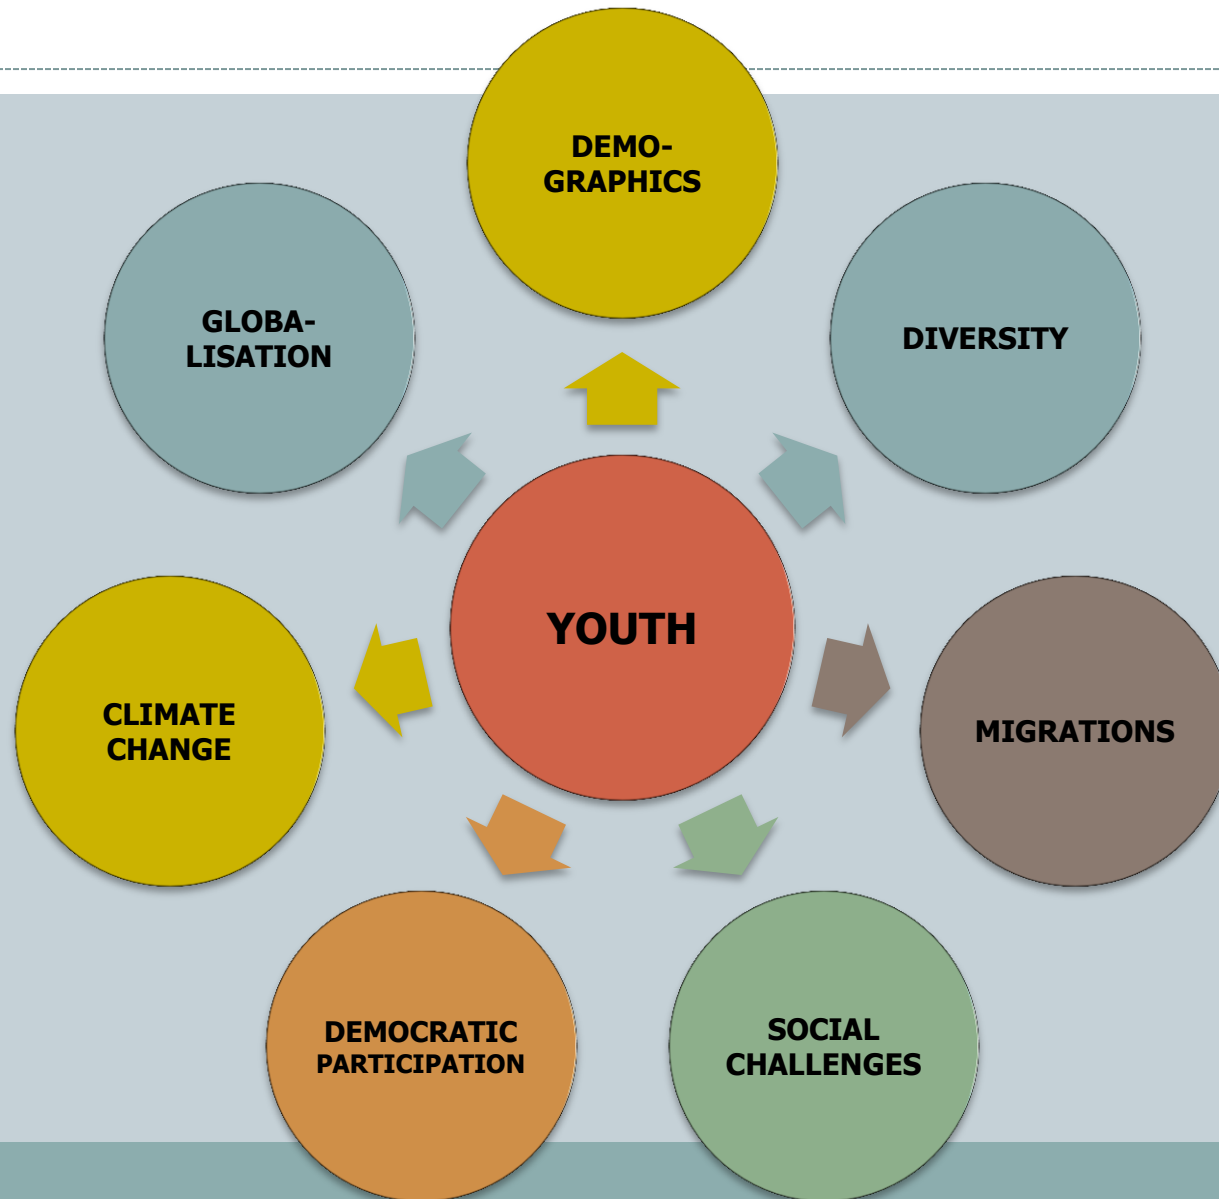 DEMO-
GRAPHICS
GLOBA-
LISATION
DIVERSITY
YOUTH
CLIMATE
CHANGE
MIGRATIONS
DEMOCRATIC
PARTICIPATION
SOCIAL
CHALLENGES